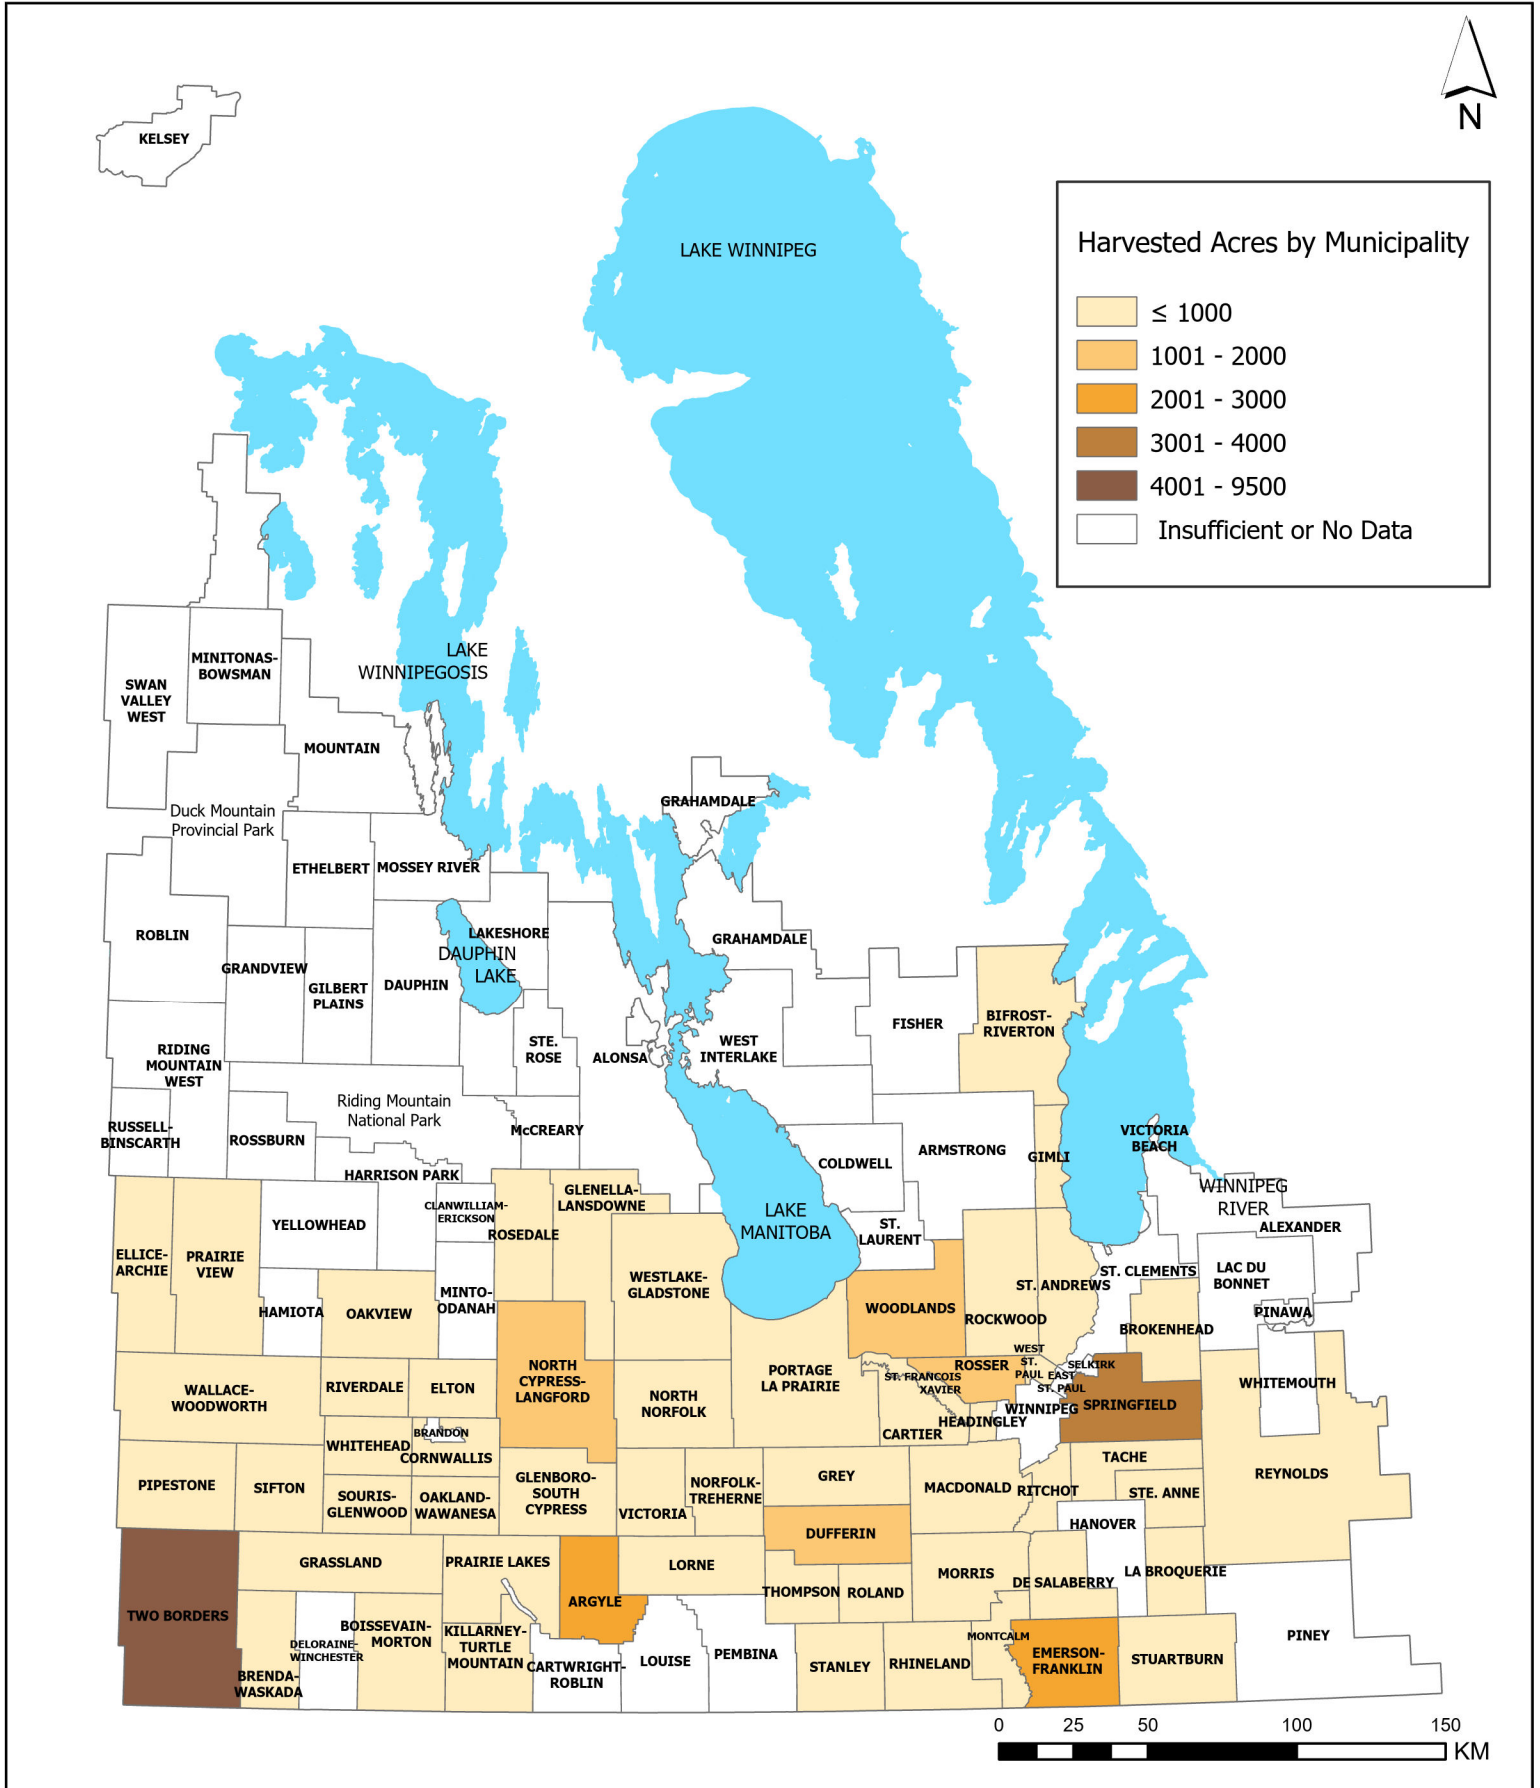 N
KELSEY
LAKE WINNIPEG
Harvested Acres by Municipality
≤ 1000
1001 - 2000
2001 - 3000
3001 - 4000
4001 - 9500
Insufficient or No Data
LAKE
WINNIPEGOSIS
MINITONAS-
BOWSMAN
SWAN
VALLEY
WEST
MOUNTAIN
Duck Mountain
Provincial Park
GRAHAMDALE
ETHELBERT
MOSSEY RIVER
ROBLIN
LAKESHORE
DAUPHIN
LAKE
GRAHAMDALE
GRANDVIEW
GILBERT
PLAINS
DAUPHIN
FISHER
BIFROST-
RIVERTON
STE.
ROSE
ALONSA
WEST
INTERLAKE
RIDING
MOUNTAIN
WEST
Riding Mountain
National Park
RUSSELL-
BINSCARTH
ROSSBURN
McCREARY
VICTORIA
BEACH
ARMSTRONG
GIMLI
COLDWELL
HARRISON PARK
WINNIPEG
RIVER
GLENELLA-
LANSDOWNE
CLANWILLIAM-
ERICKSON
YELLOWHEAD
ROSEDALE
LAKE
MANITOBA
ST.
LAURENT
ALEXANDER
ELLICE-
ARCHIE
PRAIRIE
VIEW
WESTLAKE-
GLADSTONE
ST. CLEMENTS
LAC DU
BONNET
ST. ANDREWS
MINTO-
ODANAH
HAMIOTA
OAKVIEW
WOODLANDS
ROCKWOOD
PINAWA
BROKENHEAD
WEST
ST.
PAUL
EAST
ST. PAUL
SELKIRK
ROSSER
ST. FRANCOIS
XAVIER
NORTH
CYPRESS-
LANGFORD
PORTAGE
LA PRAIRIE
WHITEMOUTH
WALLACE-
WOODWORTH
RIVERDALE
ELTON
NORTH
NORFOLK
WINNIPEG
SPRINGFIELD
HEADINGLEY
CARTIER
BRANDON
WHITEHEAD
CORNWALLIS
TACHE
REYNOLDS
PIPESTONE
SIFTON
SOURIS-
GLENWOOD
OAKLAND-
WAWANESA
GLENBORO-
SOUTH
CYPRESS
VICTORIA
NORFOLK-
TREHERNE
GREY
MACDONALD
RITCHOT
STE. ANNE
HANOVER
DUFFERIN
GRASSLAND
PRAIRIE LAKES
LORNE
MORRIS
DE SALABERRY
LA BROQUERIE
THOMPSON
ROLAND
ARGYLE
TWO BORDERS
BOISSEVAIN-
MORTON
DELORAINE-
WINCHESTER
KILLARNEY-
TURTLE
MOUNTAIN
MONTCALM
PINEY
BRENDA-
WASKADA
CARTWRIGHT-
ROBLIN
LOUISE
PEMBINA
STANLEY
RHINELAND
EMERSON-
FRANKLIN
STUARTBURN
0 25 50 100 150
KM